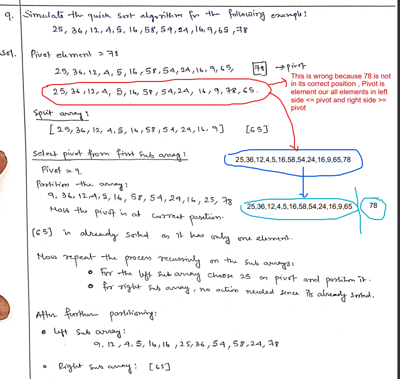 9. Simulate the quick sort algorithm for the following example:
25, 36, 12, 4, 5, 16, 58, 54, 24, 16, 9, 65, 78
Sol. Pivot element = 78
25, 36, 12, 4, 5, 16, 58, 54, 24, 16, 9, 65, 78 → pivot
25, 36, 12, 4, 5, 16, 58, 54, 24, 16, 9, 78, 65.
This is wrong because 78 is not
in its correct position , Pivot is
element our all elements in left
side <= pivot and right side >=
pivot
Split array:
[25, 36, 12, 4, 5, 16, 58, 54, 24, 16, 9] [65]
Select pivot from first sub array:
25,36,12,4,5,16,58,54,24,16,9,65,78
Pivot = 9
Partition the array:
9, 36, 12, 4, 5, 16, 58, 54, 24, 16, 25, 78
25,36,12,4,5,16,58,54,24,16,9,65 78
Now the pivot is at correct position.
[65] is already sorted as it has only one element.
Now repeat the process recursively on the sub arrays:
o For the left sub array choose 25 as pivot and partition it.
o for right sub array, no action needed since its already sorted.
After further partitioning:
• left sub array:
9, 12, 4, 5, 16, 16, 25, 36, 54, 58, 24, 78
• Right sub array: [65]